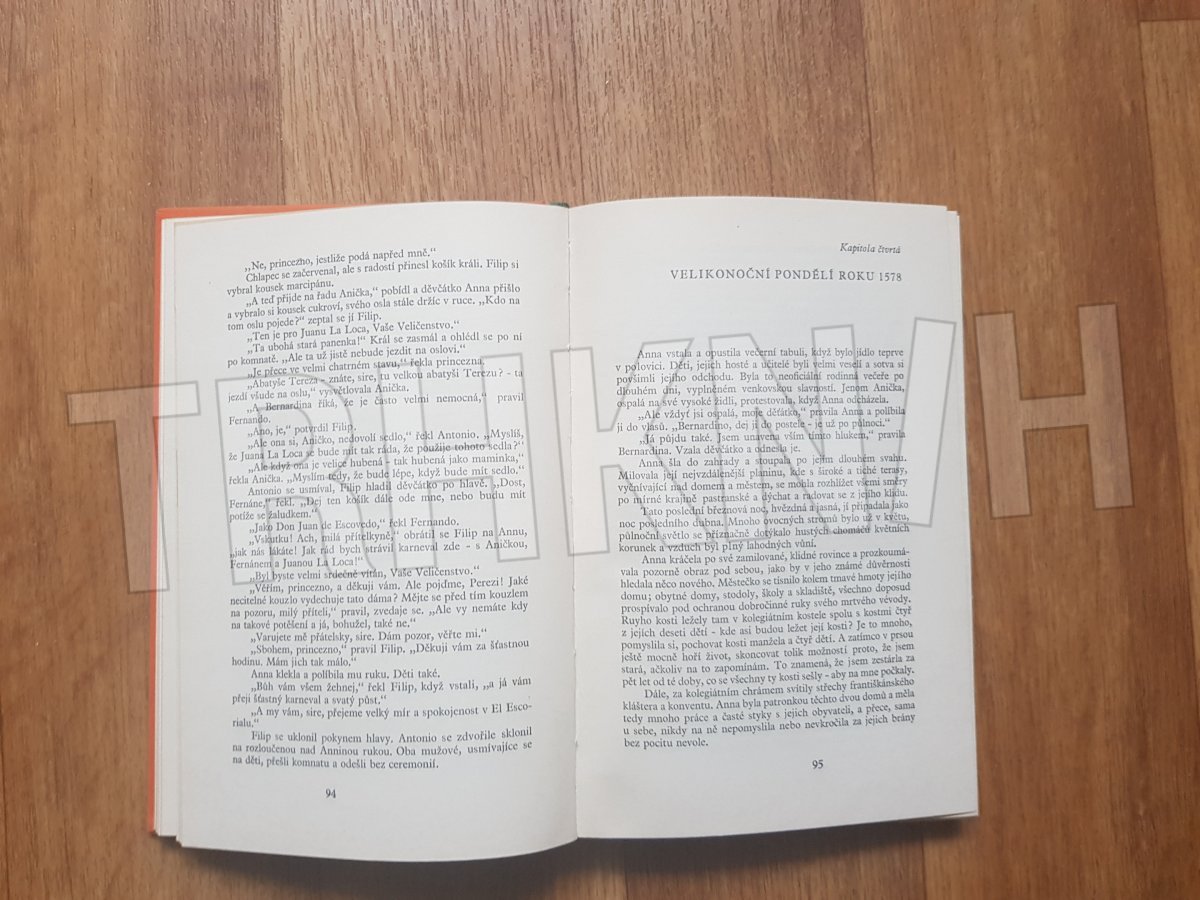 „Ne, princezno, jestliže podá napřed mně."
Chlapec se začervenal, ale s radostí přinesl košík králi. Filip si
vybral kousek marcipánu.
„A teď přijde na řadu Anička," pobídl a děvčátko Anna přišlo
a vybralo si kousek cukroví, svého osla stále držíc v ruce. „Kdo na
tom oslu pojede?" zeptal se jí Filip.
„Ten je pro Juanu La Loca, Vaše Veličenstvo."
„Ta ubohá stará panenka!" Král se zasmál a ohlédl se po ní
po komnatě. „Ale ta už jistě nebude jezdit na oslovi."
„Je přece ve velmi chatrném stavu," řekla princezna.
„Abatyše Tereza - znáte, sire, tu velkou abatyši Terezu? - ta
jezdí všude na oslu," vysvětlovala Anička.
„A Bernardina říká, že je často velmi nemocná," pravil
Fernando.
„Ano, je," potvrdil Filip.
„Ale ona si, Aničko, nedovolí sedlo," řekl Antonio. „Myslíš,
že Juana La Loca se bude mít tak ráda, že použije tohoto sedla?"
„Ale když ona je velice hubená - tak hubená jako maminka,"
řekla Anička. „Myslím tedy, že bude lépe, když bude mít sedlo."
Antonio se usmíval, Filip hladil děvčátko po hlavě. „Dost,
Fernáne," řekl. „Dej ten košík dále ode mne, nebo budu mít
potíže se žaludkem."
„Jako Don Juan de Escovedo," řekl Fernando.
„Vskutku! Ach, milá přítelkyně," obrátil se Filip na Annu,
„jak nás lákáte! Jak rád bych strávil karneval zde - s Aničkou,
Fernánem a Juanou La Loca!"
„Byl byste velmi srdečně vítán, Vaše Veličenstvo."
„Věřím, princezno, a děkuji vám. Ale pojďme, Perezi! Jaké
necitelné kouzlo vydechuje tato dáma? Mějte se před tím kouzlem
na pozoru, milý příteli," pravil, zvedaje se. „Ale vy nemáte kdy
na takové potěšení a já, bohužel, také ne."
„Varujete mě přátelsky, sire. Dám pozor, věřte mi."
„Sbohem, princezno," pravil Filip. „Děkuji vám za šťastnou
hodinu. Mám jich tak málo."
Anna klekla a políbila mu ruku. Děti také.
„Bůh vám všem žehnej," řekl Filip, když vstali, „a já vám
přeji šťastný karneval a svatý půst."
„A my vám, sire, přejeme velký mír a spokojenost v El Esco-
rialu."
Filip se uklonil pokynem hlavy. Antonio se zdvořile sklonil
na rozloučenou nad Anninou rukou. Oba mužové, usmívajíce se
na děti, přešli komnatu a odešli bez ceremonií.
94
Kapitola čtvrtá
VELIKONOČNÍ PONDĚLÍ ROKU 1578
Anna vstala a opustila večerní tabuli, když bylo jídlo teprve
v polovici. Děti, jejich hosté a učitelé byli velmi veselí a sotva si
povšimli jejího odchodu. Byla to neoficiální rodinná večeře po
dlouhém dni, vyplněném venkovskou slavností. Jenom Anička,
ospalá na své vysoké židli, protestovala, když Anna odcházela.
„Ale vždyť jsi ospalá, moje děťátko," pravila Anna a políbila
ji do vlasů. „Bernardino, dej ji do postele - je už po půlnoci."
„Já půjdu také. Jsem unavena vším tímto hlukem," pravila
Bernardina. Vzala děvčátko a odnesla je.
Anna šla do zahrady a stoupala po jejím dlouhém svahu.
Milovala její nejvzdálenější planinu, kde s široké a tiché terasy,
vyčnívající nad domem a městem, se mohla rozhlížet všemi směry
po mírné krajině pastranské a dýchat a radovat se z jejího klidu.
Tato poslední březnová noc, hvězdná a jasná, jí připadala jako
noc posledního dubna. Mnoho ovocných stromů bylo už v květu,
půlnoční světlo se příznačně dotýkalo hustých chomáčů květních
korunek a vzduch byl plný lahodných vůní.
Anna kráčela po své zamilované, klidné rovince a prozkoumá-
vala pozorně obraz pod sebou, jako by v jeho známé důvěrnosti
hledala něco nového. Městečko se tísnilo kolem tmavé hmoty jejího
domu; obytné domy, stodoly, školy a skladiště, všechno doposud
prospívalo pod ochranou dobročinné ruky svého mrtvého vévody.
Ruyho kosti ležely tam v kolegiátním kostele spolu s kostmi čtyř
z jejich deseti dětí - kde asi budou ležet její kosti? Je to mnoho,
pomyslila si, pochovat kosti manžela a čtyř dětí. A zatímco v prsou
ještě mocně hoří život, skoncovat tolik možností proto, že jsem
stará, ačkoliv na to zapomínám. To znamená, že jsem zestárla za
pět let od té doby, co se všechny ty kosti sešly - aby na mne počkaly.
Dále, za kolegiátním chrámem svítily střechy františkánského
kláštera a konventu. Anna byla patronkou těchto dvou domů a měla
tedy mnoho práce a časté styky s jejich obyvateli, a přece, sama
u sebe, nikdy na ně nepomyslila nebo nevkročila za jejich brány
bez pocitu nevole.
95
TRHKNIH